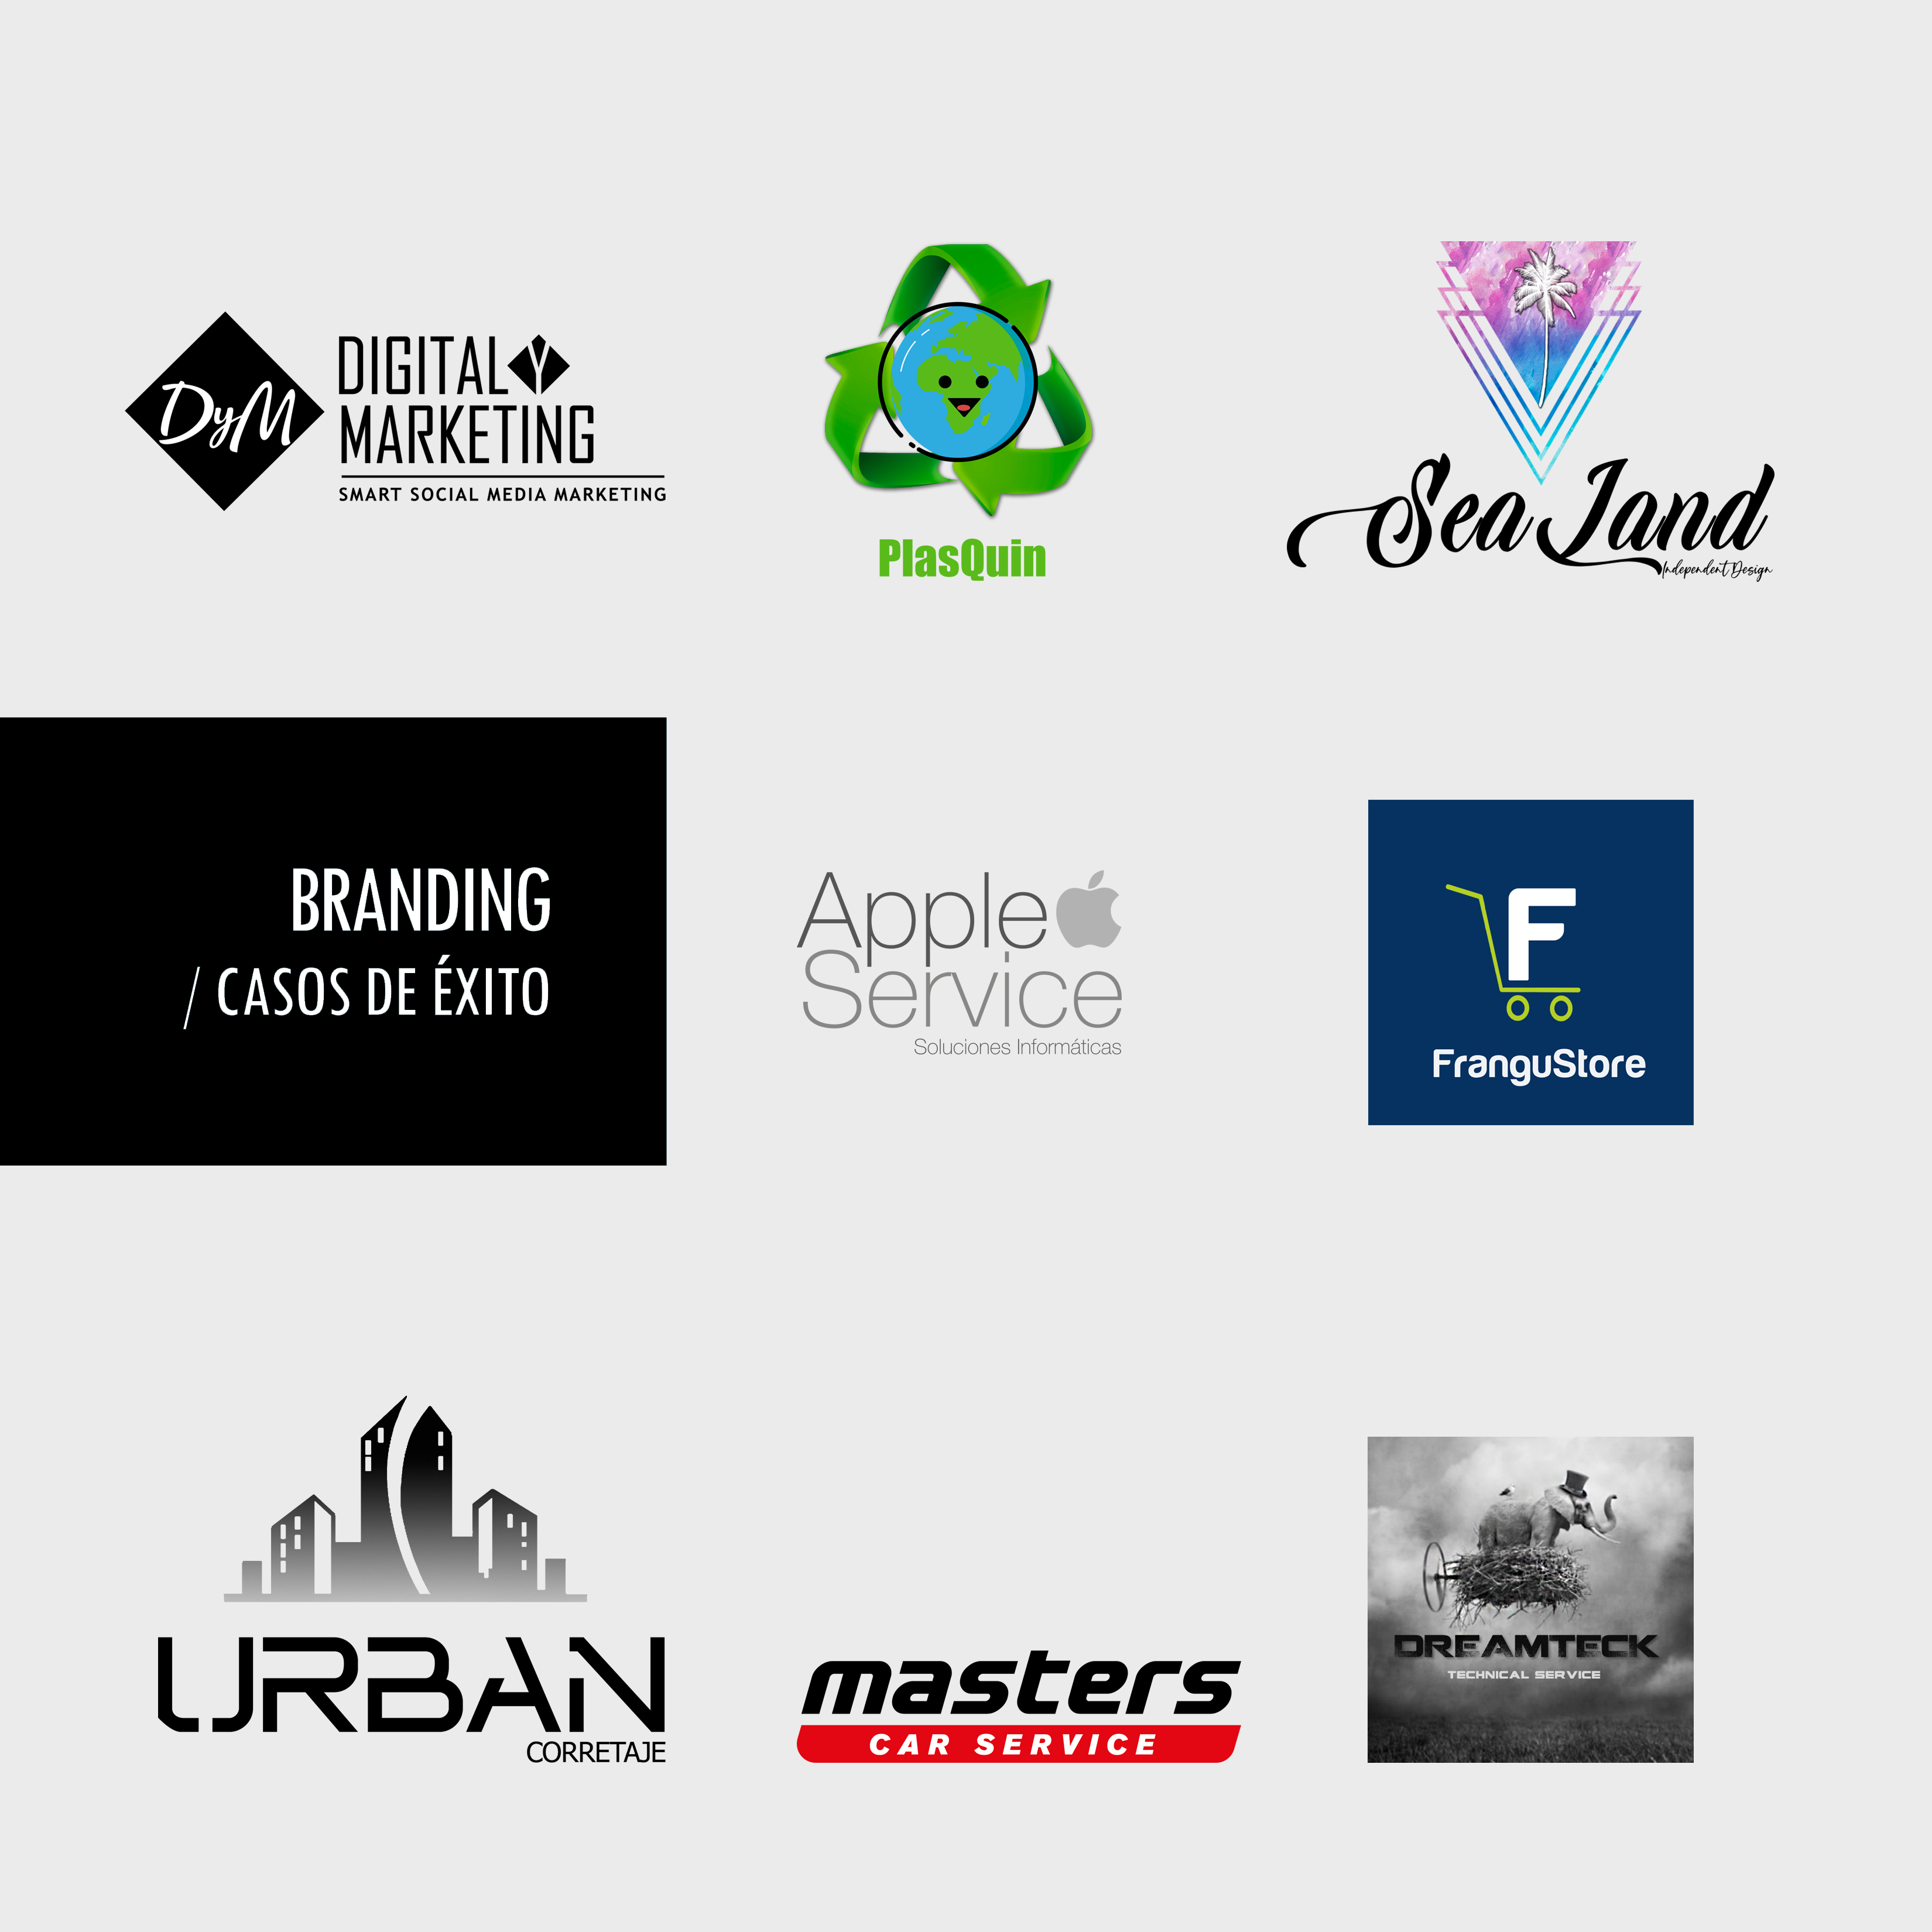 DyM
DIGITAL Y
MARKETING
SMART SOCIAL MEDIA MARKETING
PlasQuin
Sea Land
Independent Design
BRANDING
/ CASOS DE ÉXITO
Apple
Service
Soluciones Informáticas
F
FranguStore
URBAN
CORRETAJE
masters
CAR SERVICE
DREAMTECK
TECHNICAL SERVICE